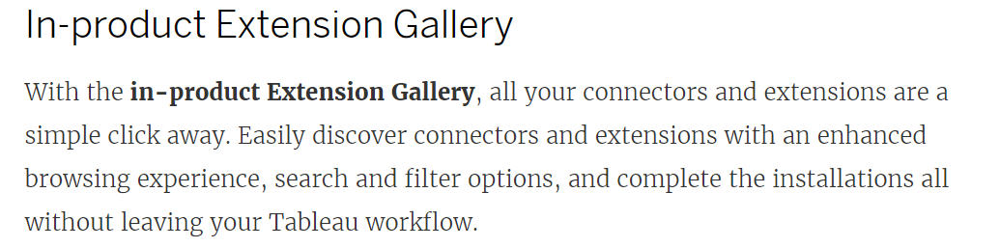 In-product Extension Gallery
With the in-product Extension Gallery, all your connectors and extensions are a
simple click away. Easily discover connectors and extensions with an enhanced
browsing experience, search and filter options, and complete the installations all
without leaving your Tableau workflow.